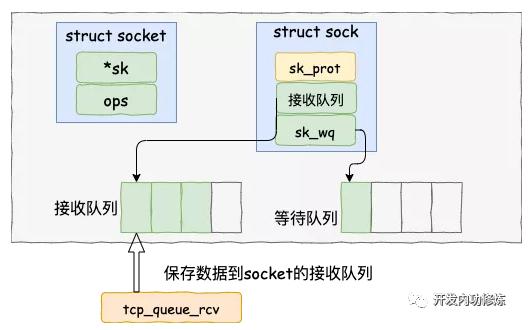 struct socket
*sk
ops
struct sock
sk_prot
接收队列
sk_wq
接收队列
等待队列
保存数据到socket的接收队列
tcp_queue_rcv
开发内功修炼